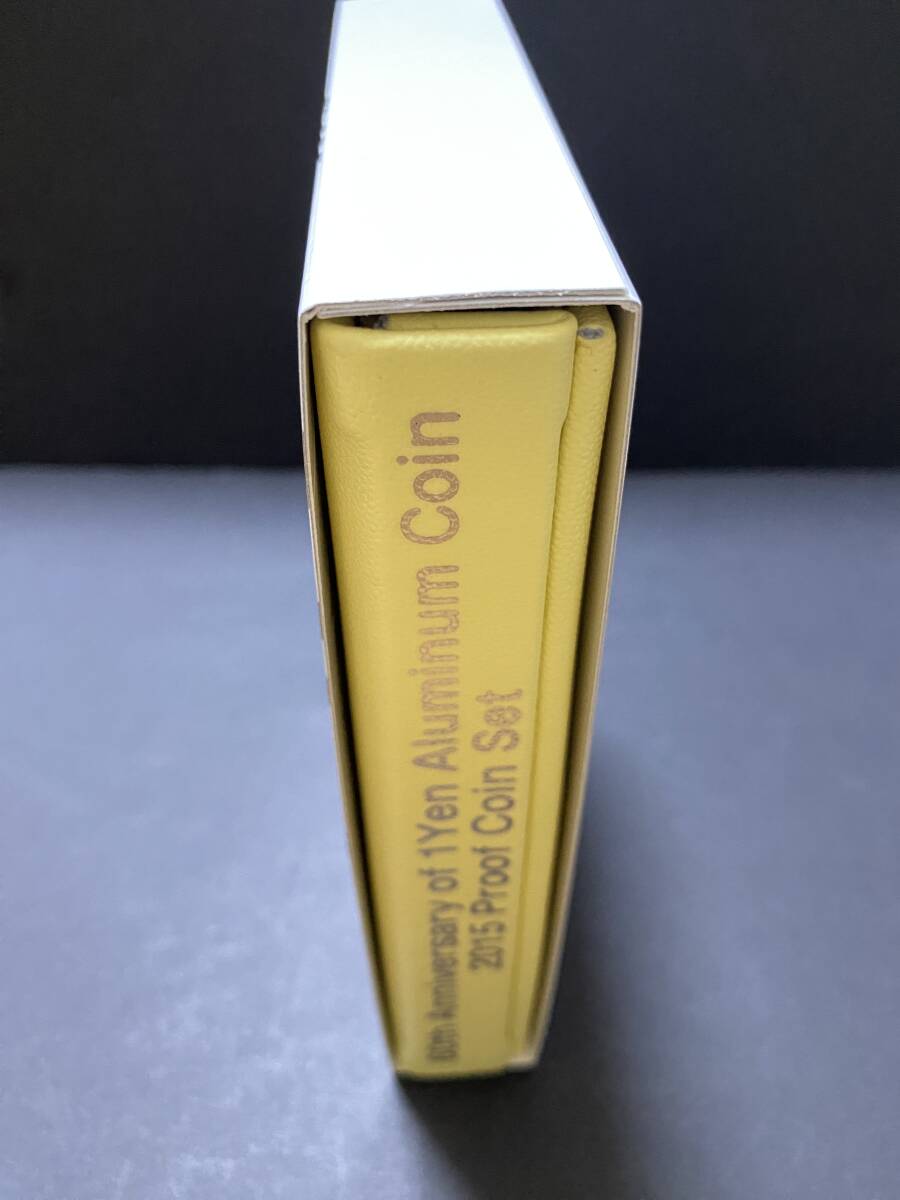 60th Anniversary of 1Yen Aluminum Coin
2015 Proof Coin Set